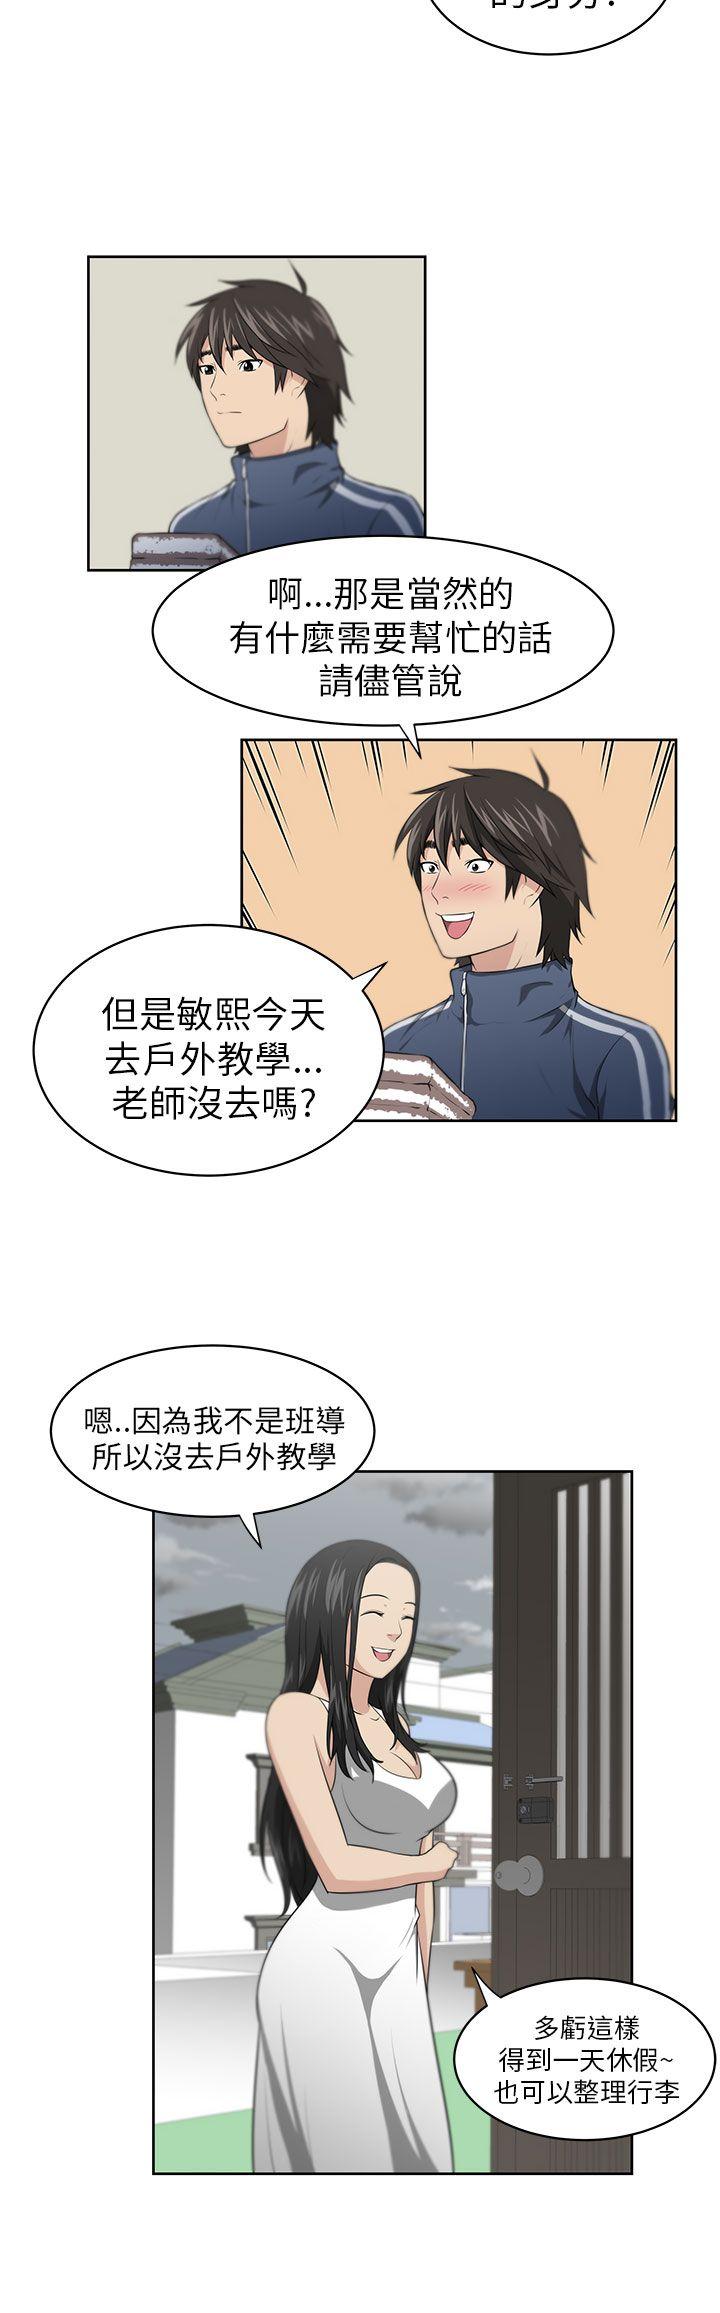 的身分?
啊...那是當然的
有什麼需要幫忙的話
請儘管說
但是敏熙今天
去戶外教學...
老師沒去嗎?
嗯..因為我不是班導
所以沒去戶外教學
多虧這樣
得到一天休假~
也可以整理行李